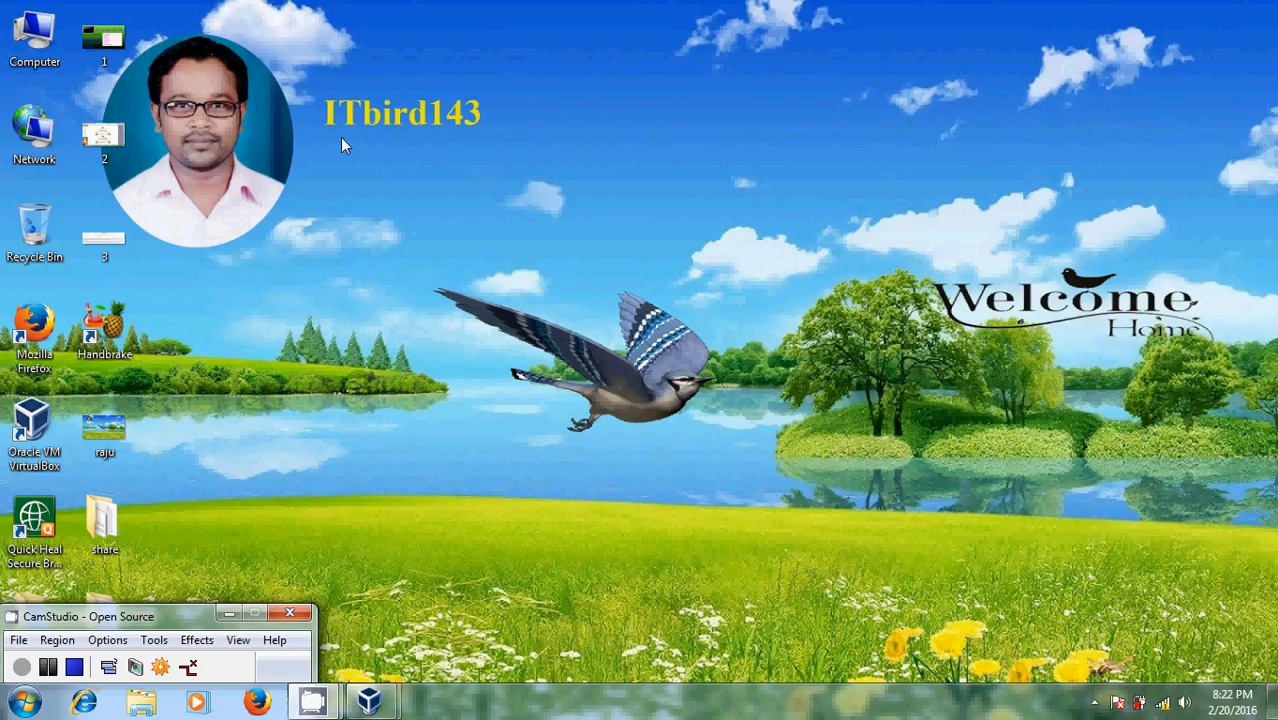 Computer
1
Network
2
Recycle Bin
3
Mozilla
Firefox
Handbrake
Oracle VM
VirtualBox
raju
Quick Heal
Secure Br...
share
ITbird143
Welcome
Home
CamStudio - Open Source
File Region Options Tools Effects View Help
8:22 PM
2/20/2016